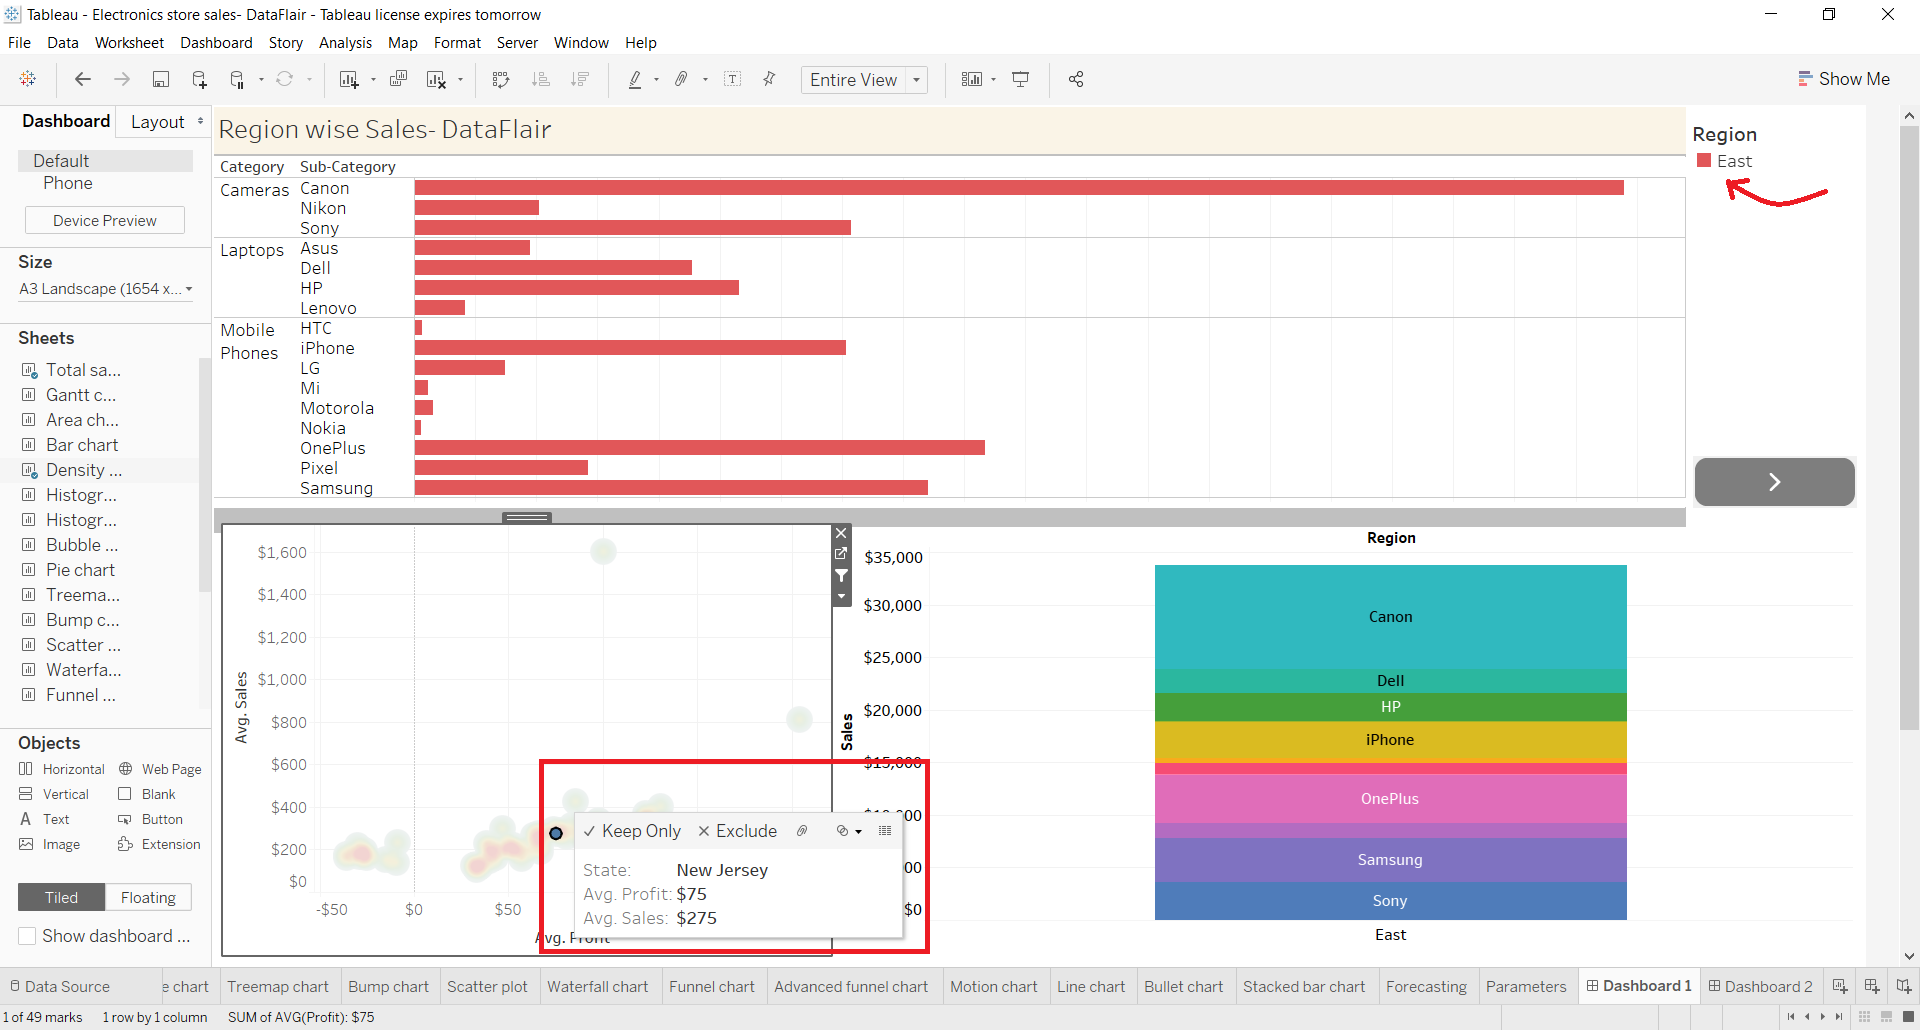 Tableau - Electronics store sales- DataFlair - Tableau license expires tomorrow
File Data Worksheet Dashboard Story Analysis Map Format Server Window Help
Entire View
Show Me
Dashboard Layout
Default
Phone
Device Preview
Size
A3 Landscape (1654 x...
Sheets
Total sa...
Gantt c...
Area ch...
Bar chart
Density ...
Histogr...
Histogr...
Bubble ...
Pie chart
Treema...
Bump c...
Scatter ...
Waterfa...
Funnel ...
Objects
Horizontal Web Page
Vertical Blank
Text Button
Image Extension
Tiled Floating
Show dashboard ...
Region wise Sales- DataFlair
Category Sub-Category
Cameras Canon
Nikon
Sony
Laptops Asus
Dell
HP
Lenovo
Mobile Phones HTC
iPhone
LG
Mi
Motorola
Nokia
OnePlus
Pixel
Samsung
Region
East
Avg. Sales
$1,600
$1,400
$1,200
$1,000
$800
$600
$400
$200
$0
-$50 $0 $50
Avg. Profit
Keep Only Exclude
State: New Jersey
Avg. Profit: $75
Avg. Sales: $275
Region
Sales
$35,000
$30,000
$25,000
$20,000
$15,000
00
$0
Canon
Dell
HP
iPhone
OnePlus
Samsung
Sony
East
Data Source e chart Treemap chart Bump chart Scatter plot Waterfall chart Funnel chart Advanced funnel chart Motion chart Line chart Bullet chart Stacked bar chart Forecasting Parameters Dashboard 1 Dashboard 2
1 of 49 marks 1 row by 1 column SUM of AVG(Profit): $75